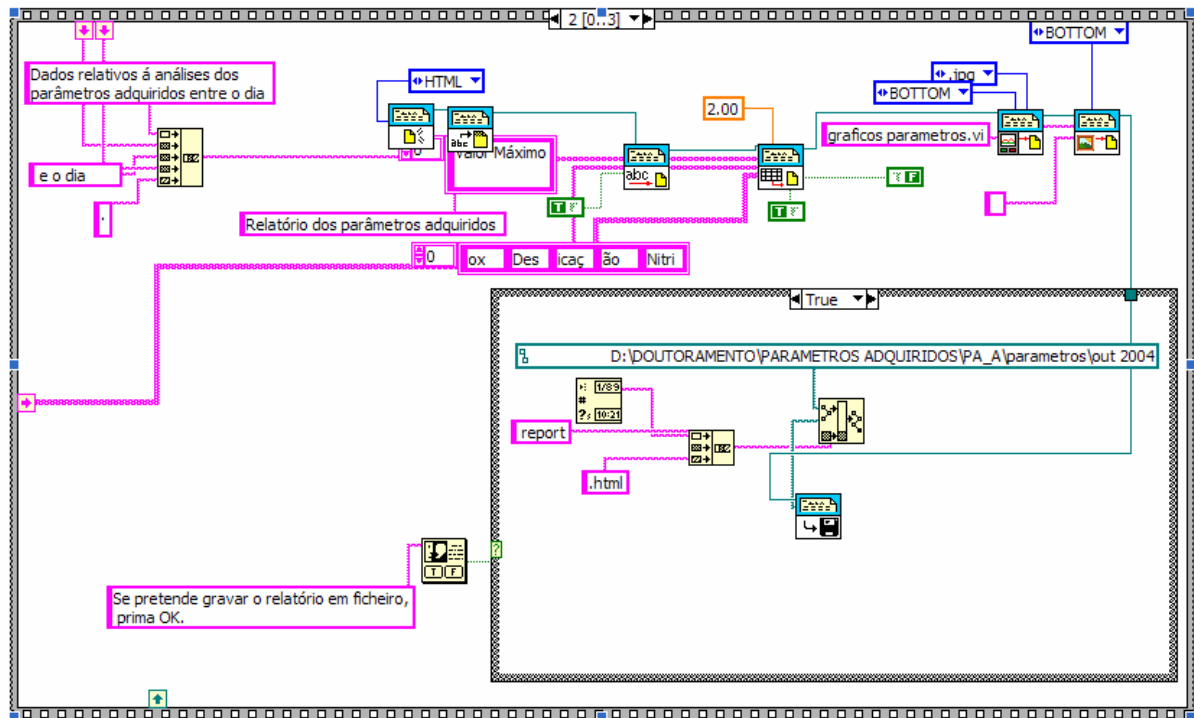 2 [0..3]
BOTTOM
Dados relativos á análises dos
parâmetros adquiridos entre o dia
HTML
.jpg
BOTTOM
2.00
graficos parametros.vi
Valor Máximo
abc
abc
e o dia
.
T
F
T
Relatório dos parâmetros adquiridos
0
ox
Des
icaç
ão
Nitri
True
D:\DOUTORAMENTO\PARAMETROS ADQUIRIDOS\PA_A\parametros\out 2004
1/89
#
?: 10:21
report
.html
?
T F
Se pretende gravar o relatório em ficheiro,
prima OK.